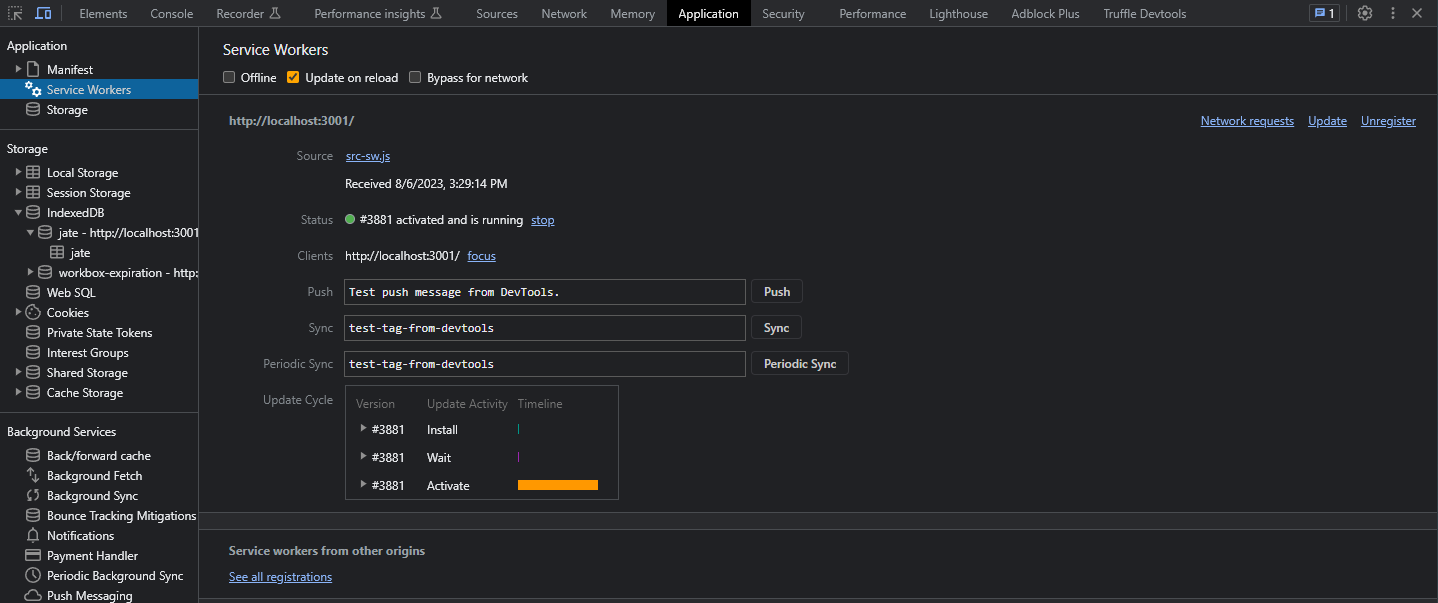 Elements Console Recorder Performance insights Sources Network Memory Application Security Performance Lighthouse Adblock Plus Truffle Devtools 1
Application
Manifest
Service Workers
Storage
Storage
Local Storage
Session Storage
IndexedDB
jate - http://localhost:3001
jate
workbox-expiration - http:
Web SQL
Cookies
Private State Tokens
Interest Groups
Shared Storage
Cache Storage
Background Services
Back/forward cache
Background Fetch
Background Sync
Bounce Tracking Mitigations
Notifications
Payment Handler
Periodic Background Sync
Push Messaging
Service Workers
Offline Update on reload Bypass for network
http://localhost:3001/ Network requests Update Unregister
Source src-sw.js
Received 8/6/2023, 3:29:14 PM
Status #3881 activated and is running stop
Clients http://localhost:3001/ focus
Push Test push message from DevTools. Push
Sync test-tag-from-devtools Sync
Periodic Sync test-tag-from-devtools Periodic Sync
Update Cycle Version Update Activity Timeline
#3881 Install
#3881 Wait
#3881 Activate
Service workers from other origins
See all registrations